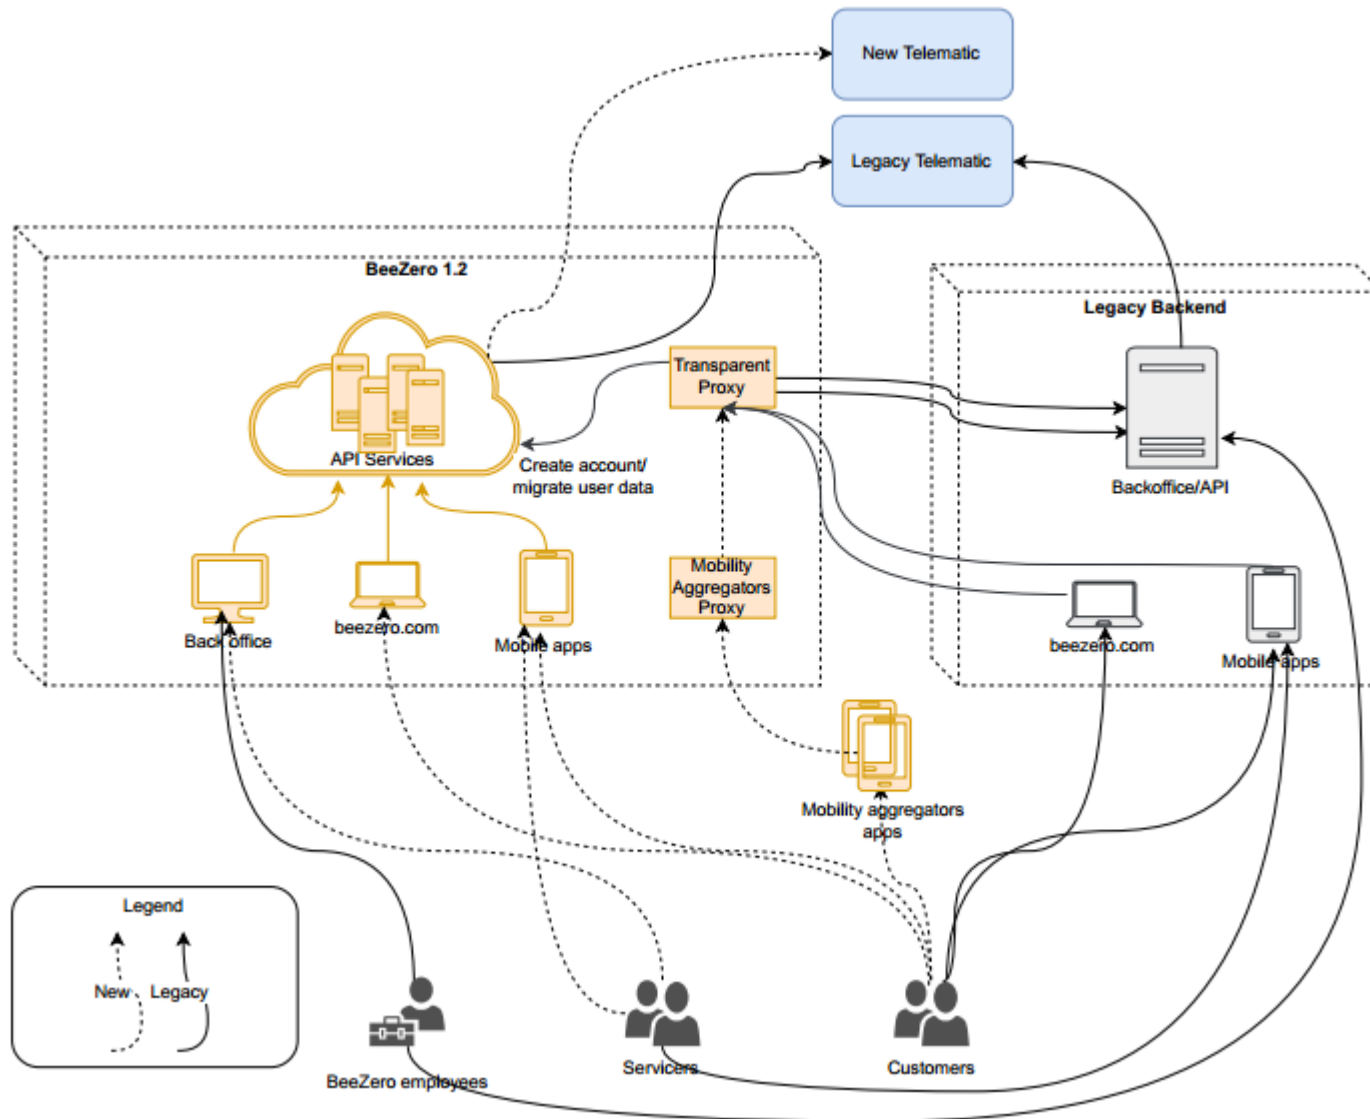 New Telematic
Legacy Telematic
BeeZero 1.2
Legacy Backend
Transparent
Proxy
API Services
Create account/
migrate user data
Backoffice/API
Mobility
Aggregators
Proxy
Back office
beezero.com
Mobile apps
beezero.com
Mobile apps
Mobility aggregators
apps
Legend
New
Legacy
BeeZero employees
Servicers
Customers